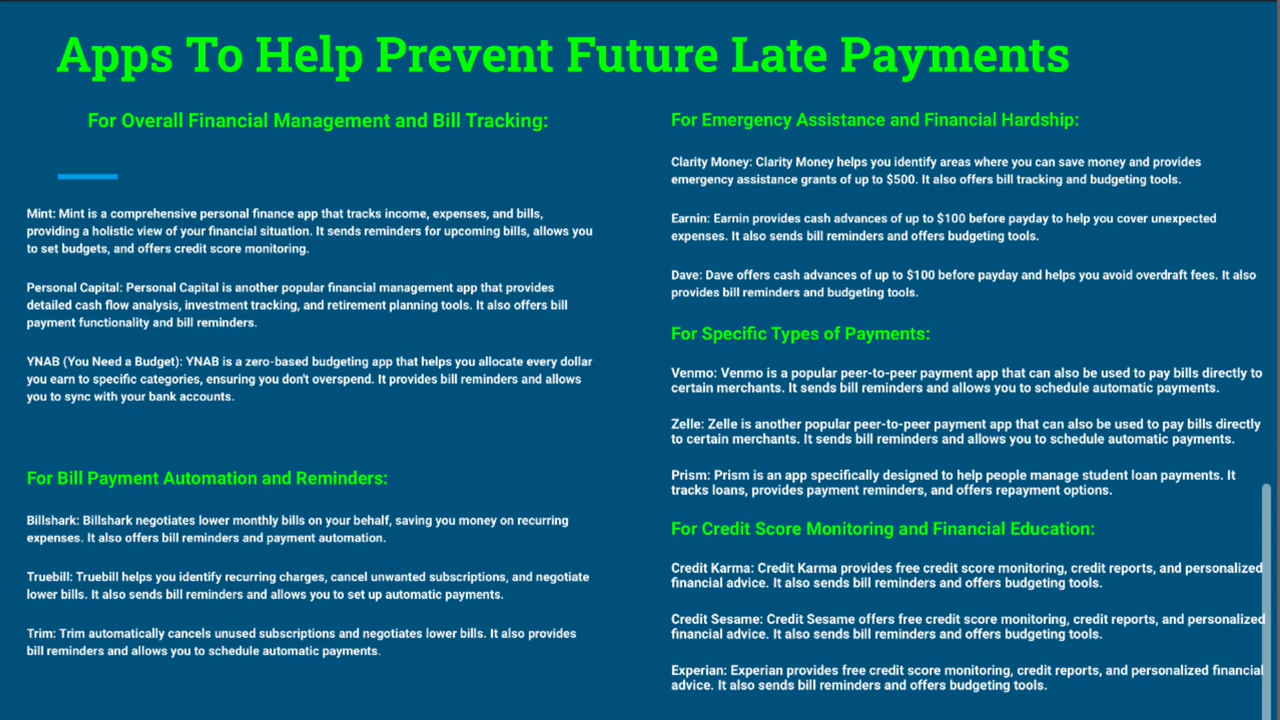 Apps To Help Prevent Future Late Payments
For Overall Financial Management and Bill Tracking:
Mint: Mint is a comprehensive personal finance app that tracks income, expenses, and bills,
providing a holistic view of your financial situation. It sends reminders for upcoming bills, allows you
to set budgets, and offers credit score monitoring.
Personal Capital: Personal Capital is another popular financial management app that provides
detailed cash flow analysis, investment tracking, and retirement planning tools. It also offers bill
payment functionality and bill reminders.
YNAB (You Need a Budget): YNAB is a zero-based budgeting app that helps you allocate every dollar
you earn to specific categories, ensuring you don't overspend. It provides bill reminders and allows
you to sync with your bank accounts.
For Bill Payment Automation and Reminders:
Billshark: Billshark negotiates lower monthly bills on your behalf, saving you money on recurring
expenses. It also offers bill reminders and payment automation.
Truebill: Truebill helps you identify recurring charges, cancel unwanted subscriptions, and negotiate
lower bills. It also sends bill reminders and allows you to set up automatic payments.
Trim: Trim automatically cancels unused subscriptions and negotiates lower bills. It also provides
bill reminders and allows you to schedule automatic payments.
For Emergency Assistance and Financial Hardship:
Clarity Money: Clarity Money helps you identify areas where you can save money and provides
emergency assistance grants of up to $500. It also offers bill tracking and budgeting tools.
Earnin: Earnin provides cash advances of up to $100 before payday to help you cover unexpected
expenses. It also sends bill reminders and offers budgeting tools.
Dave: Dave offers cash advances of up to $100 before payday and helps you avoid overdraft fees. It also
provides bill reminders and budgeting tools.
For Specific Types of Payments:
Venmo: Venmo is a popular peer-to-peer payment app that can also be used to pay bills directly to
certain merchants. It sends bill reminders and allows you to schedule automatic payments.
Zelle: Zelle is another popular peer-to-peer payment app that can also be used to pay bills directly
to certain merchants. It sends bill reminders and allows you to schedule automatic payments.
Prism: Prism is an app specifically designed to help people manage student loan payments. It
tracks loans, provides payment reminders, and offers repayment options.
For Credit Score Monitoring and Financial Education:
Credit Karma: Credit Karma provides free credit score monitoring, credit reports, and personalized
financial advice. It also sends bill reminders and offers budgeting tools.
Credit Sesame: Credit Sesame offers free credit score monitoring, credit reports, and personalized
financial advice. It also sends bill reminders and offers budgeting tools.
Experian: Experian provides free credit score monitoring, credit reports, and personalized financial
advice. It also sends bill reminders and offers budgeting tools.